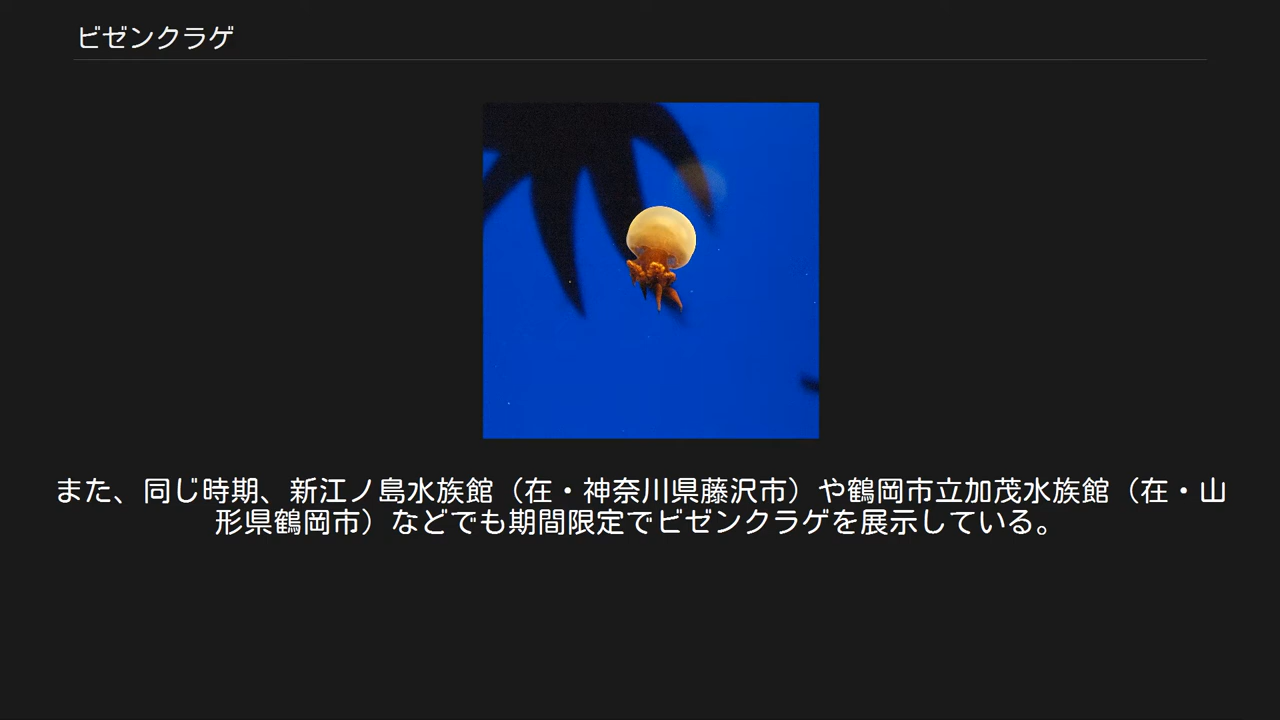 ビゼンクラゲ
また、同じ時期、新江ノ島水族館（在・神奈川県藤沢市）や鶴岡市立加茂水族館（在・山
形県鶴岡市）などでも期間限定でビゼンクラゲを展示している。